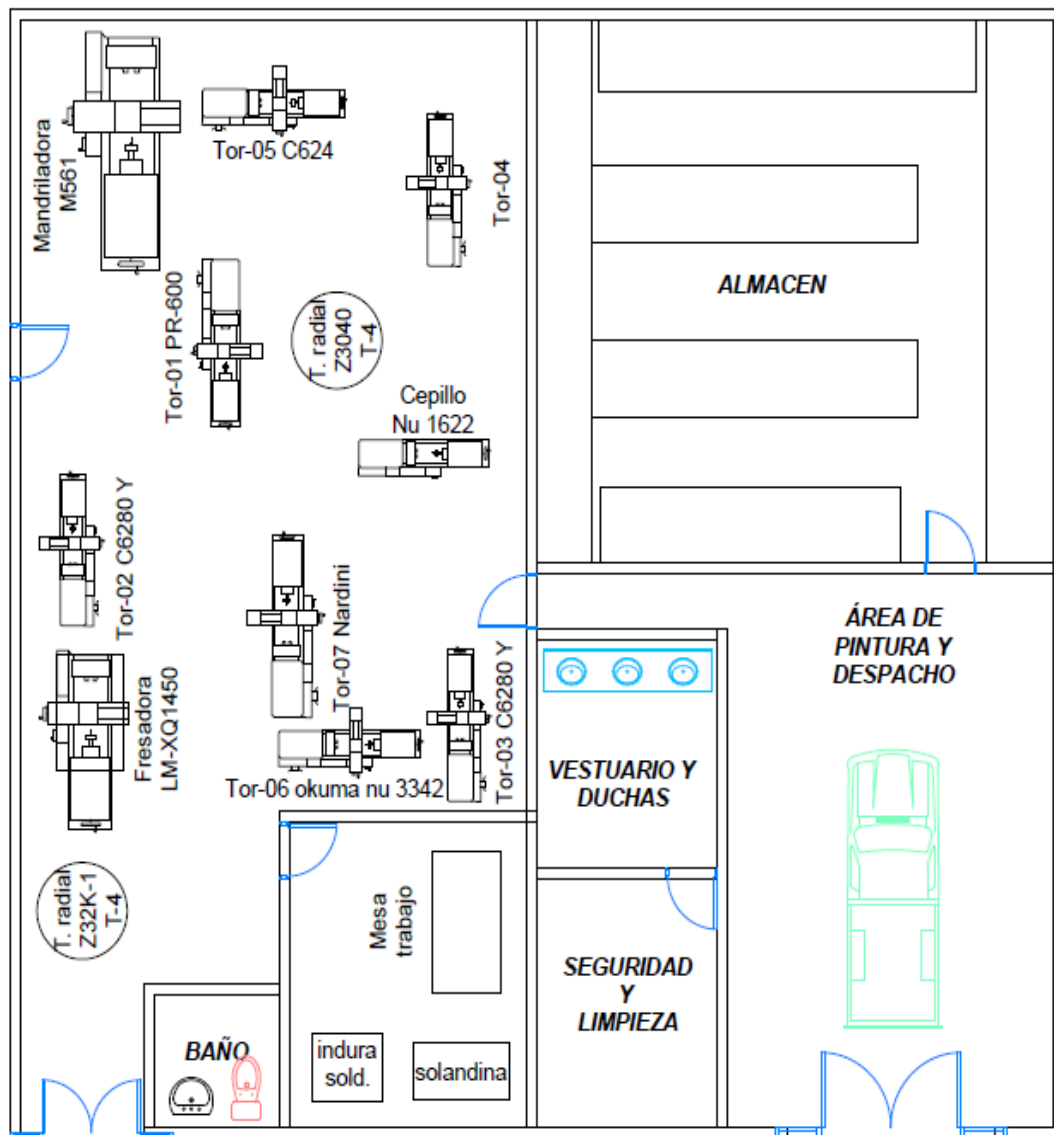 Mandriladora
M561
Tor-05 C624
Tor-04
Tor-01 PR-600
T. radial
Z3040
T-4
Cepillo
Nu 1622
ALMACEN
Tor-02 C6280 Y
Tor-07 Nardini
Fresadora
LM-XQ1450
Tor-03 C6280 Y
Tor-06 okuma nu 3342
ÁREA DE
PINTURA Y
DESPACHO
VESTUARIO Y
DUCHAS
T. radial
Z32K-1
T-4
Mesa
trabajo
SEGURIDAD
Y
LIMPIEZA
BAÑO
indura
sold.
solandina